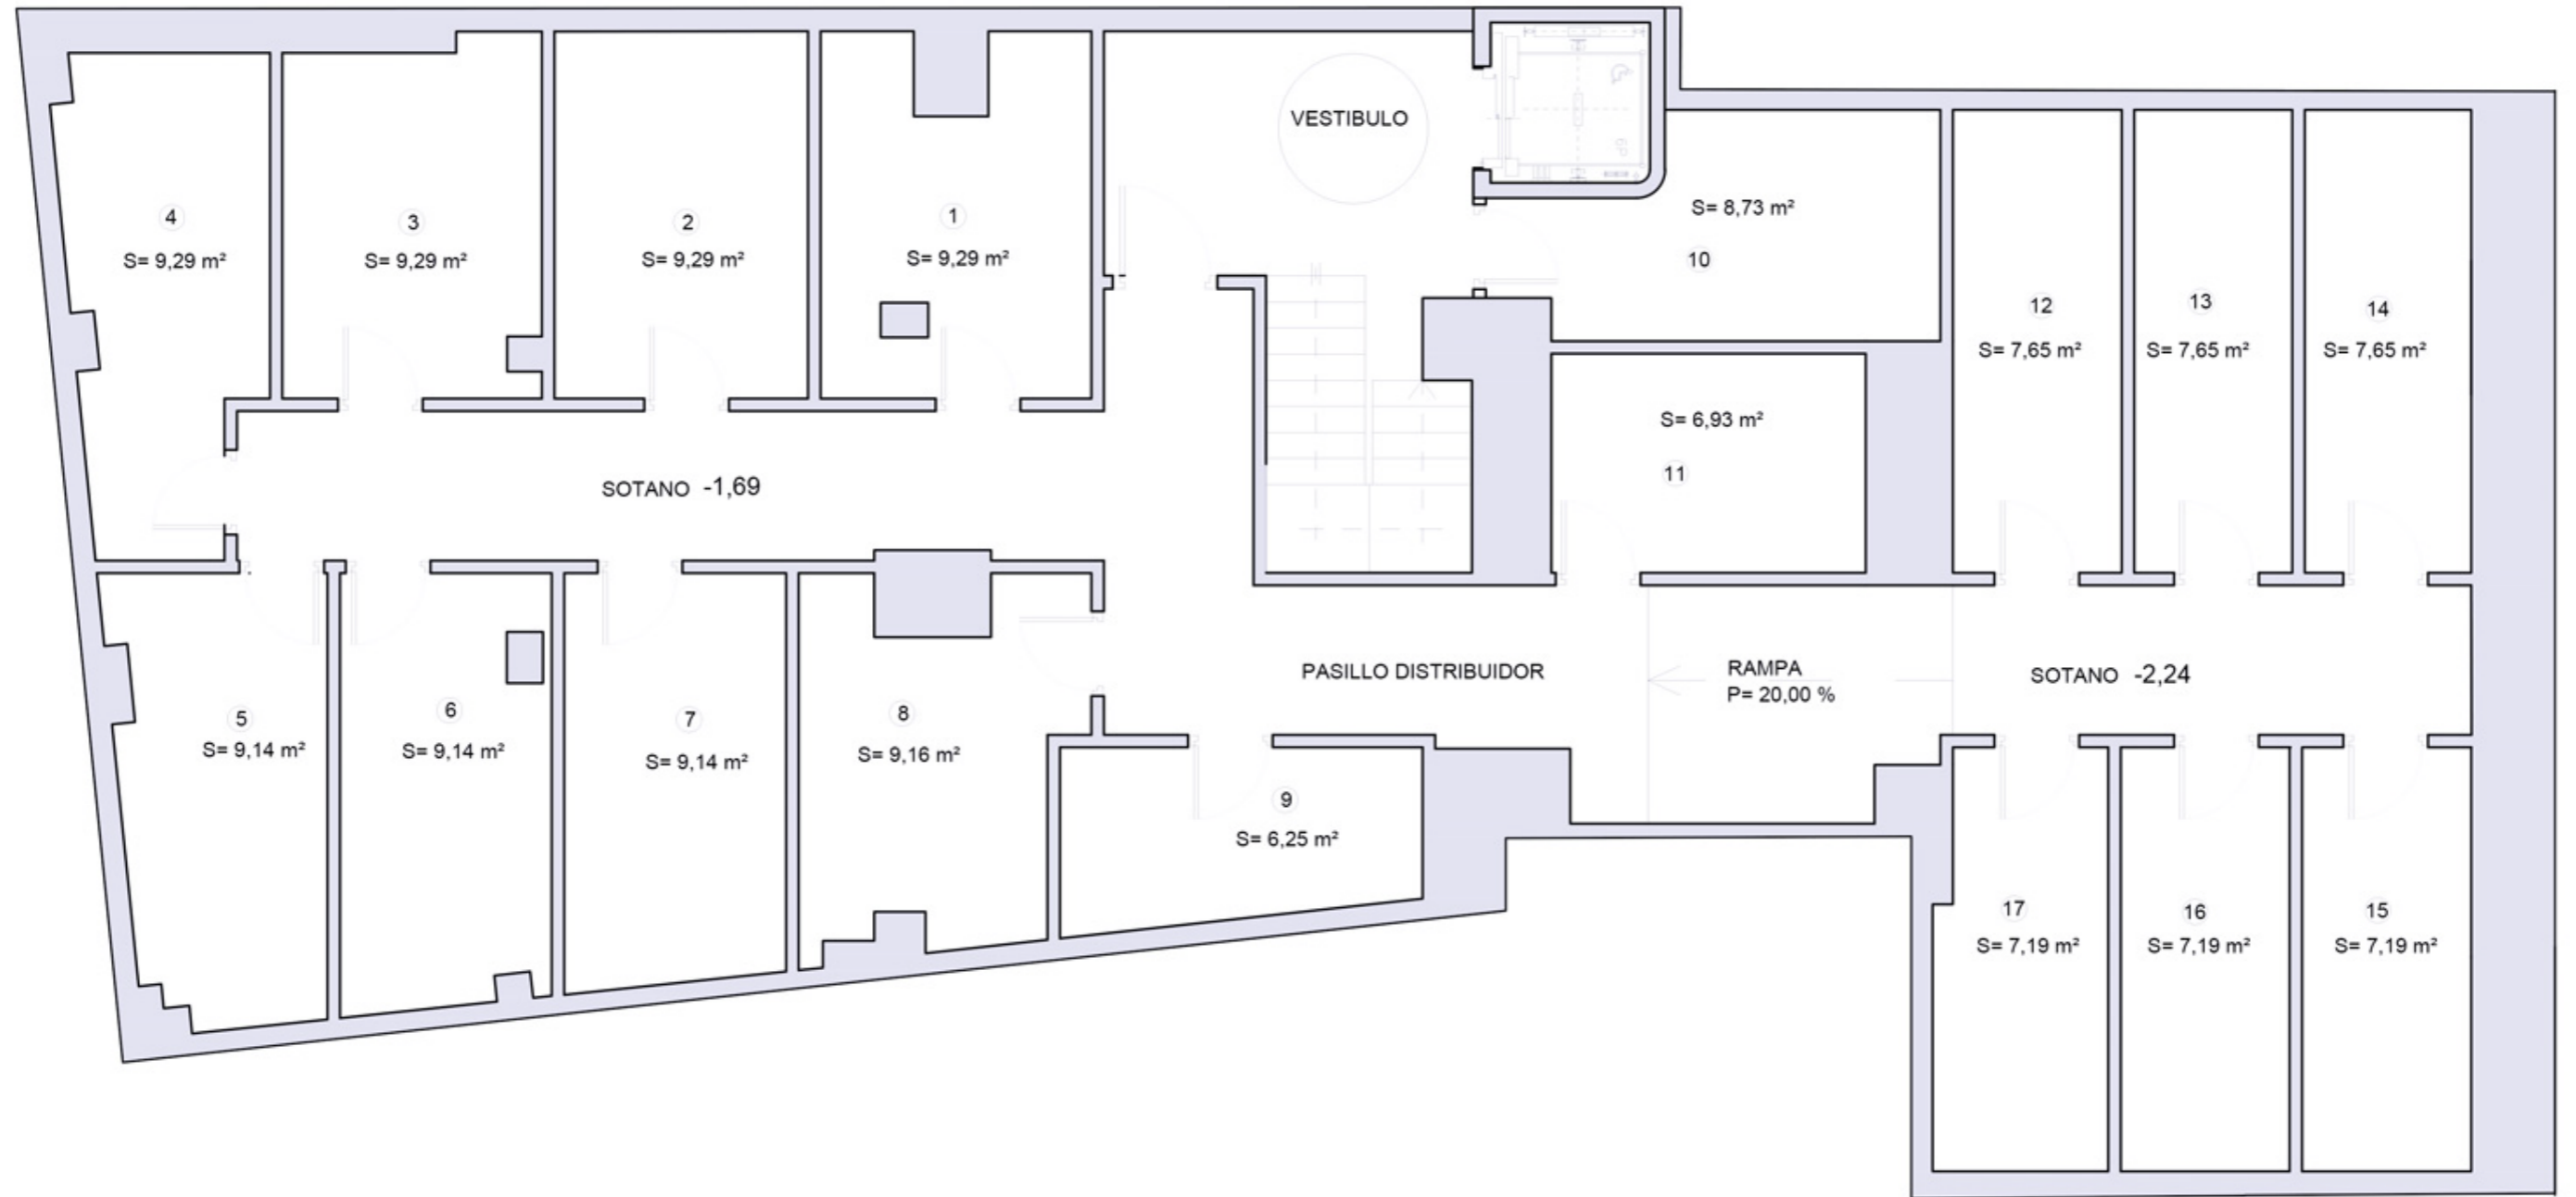 VESTIBULO
6P
4
S= 9,29 m²
3
S= 9,29 m²
2
S= 9,29 m²
1
S= 9,29 m²
S= 8,73 m²
10
12
S= 7,65 m²
13
S= 7,65 m²
14
S= 7,65 m²
S= 6,93 m²
11
SOTANO -1,69
PASILLO DISTRIBUIDOR
RAMPA
P= 20,00 %
SOTANO -2,24
5
S= 9,14 m²
6
S= 9,14 m²
7
S= 9,14 m²
8
S= 9,16 m²
9
S= 6,25 m²
17
S= 7,19 m²
16
S= 7,19 m²
15
S= 7,19 m²